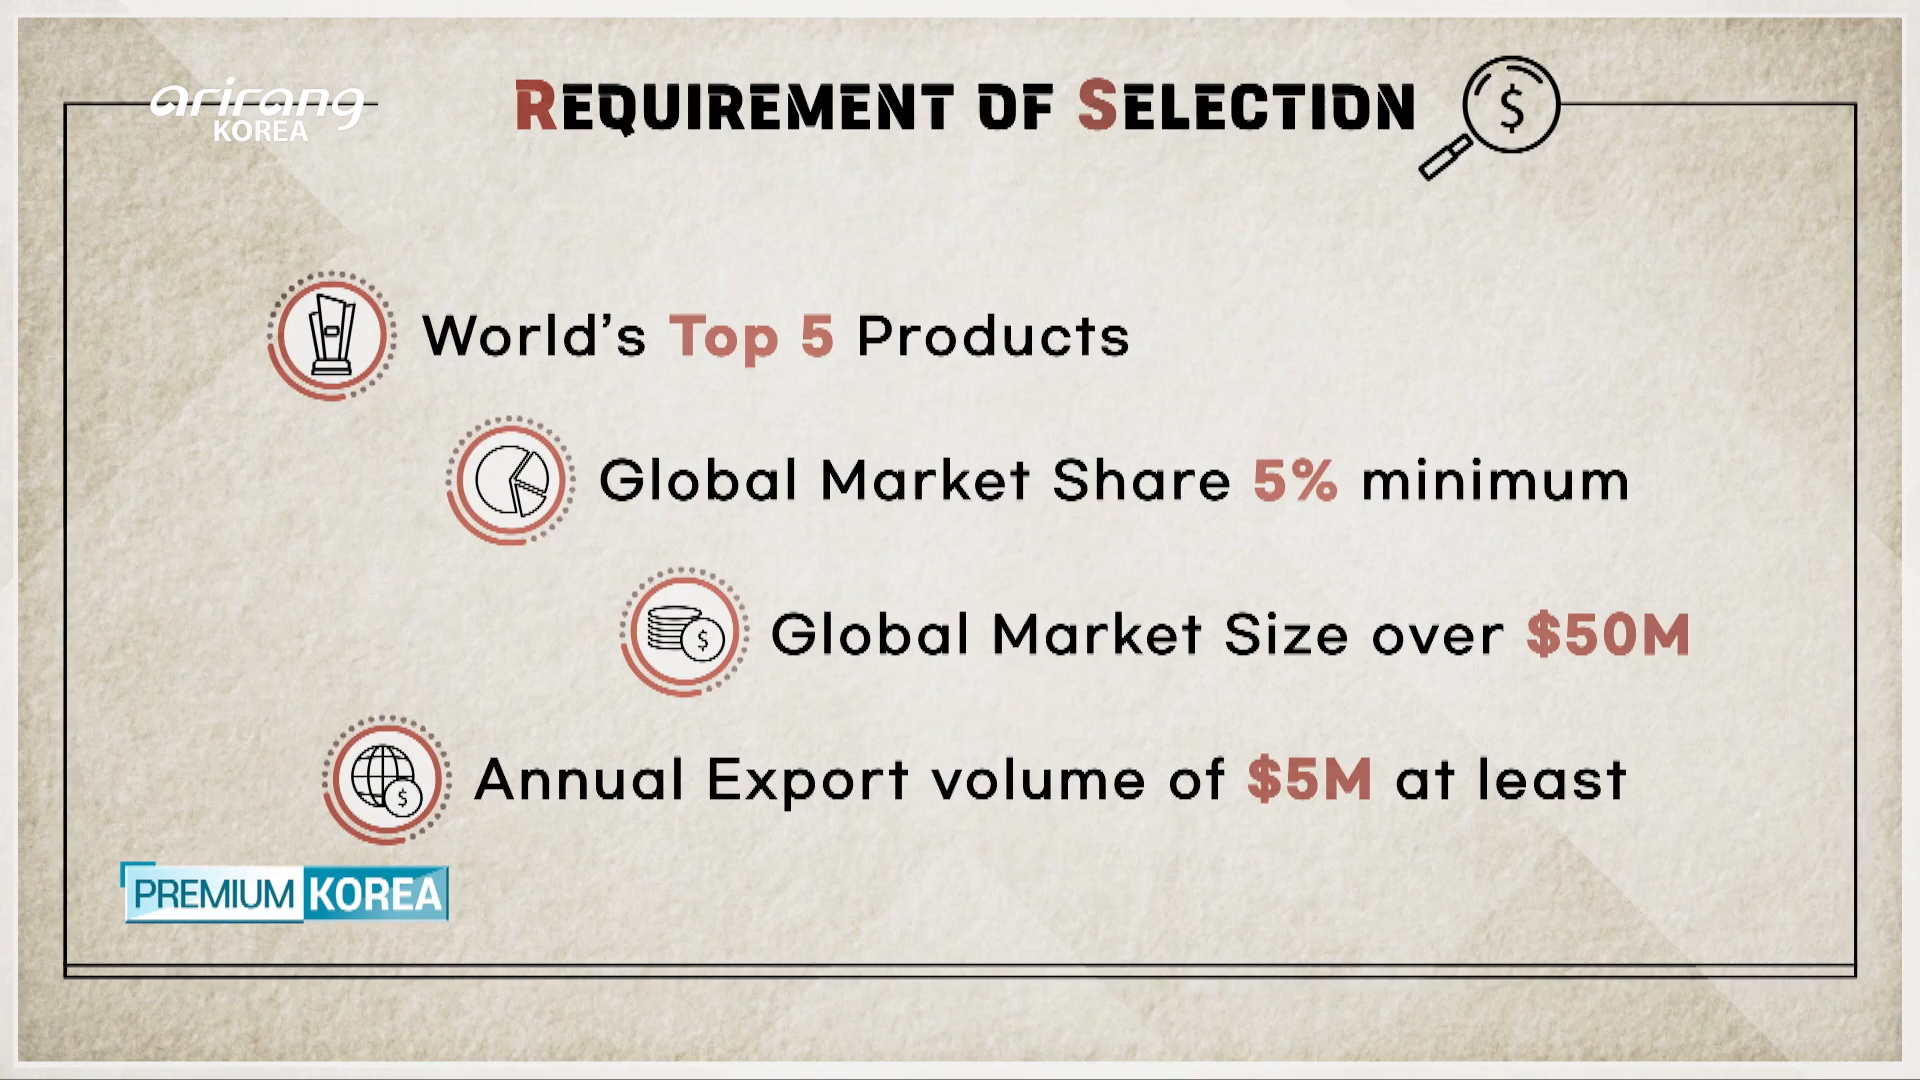 arirang
KOREA
REQUIREMENT OF SELECTION
$
World's Top 5 Products
Global Market Share 5% minimum
$
Global Market Size over $50M
$
Annual Export volume of $5M at least
PREMIUM KOREA